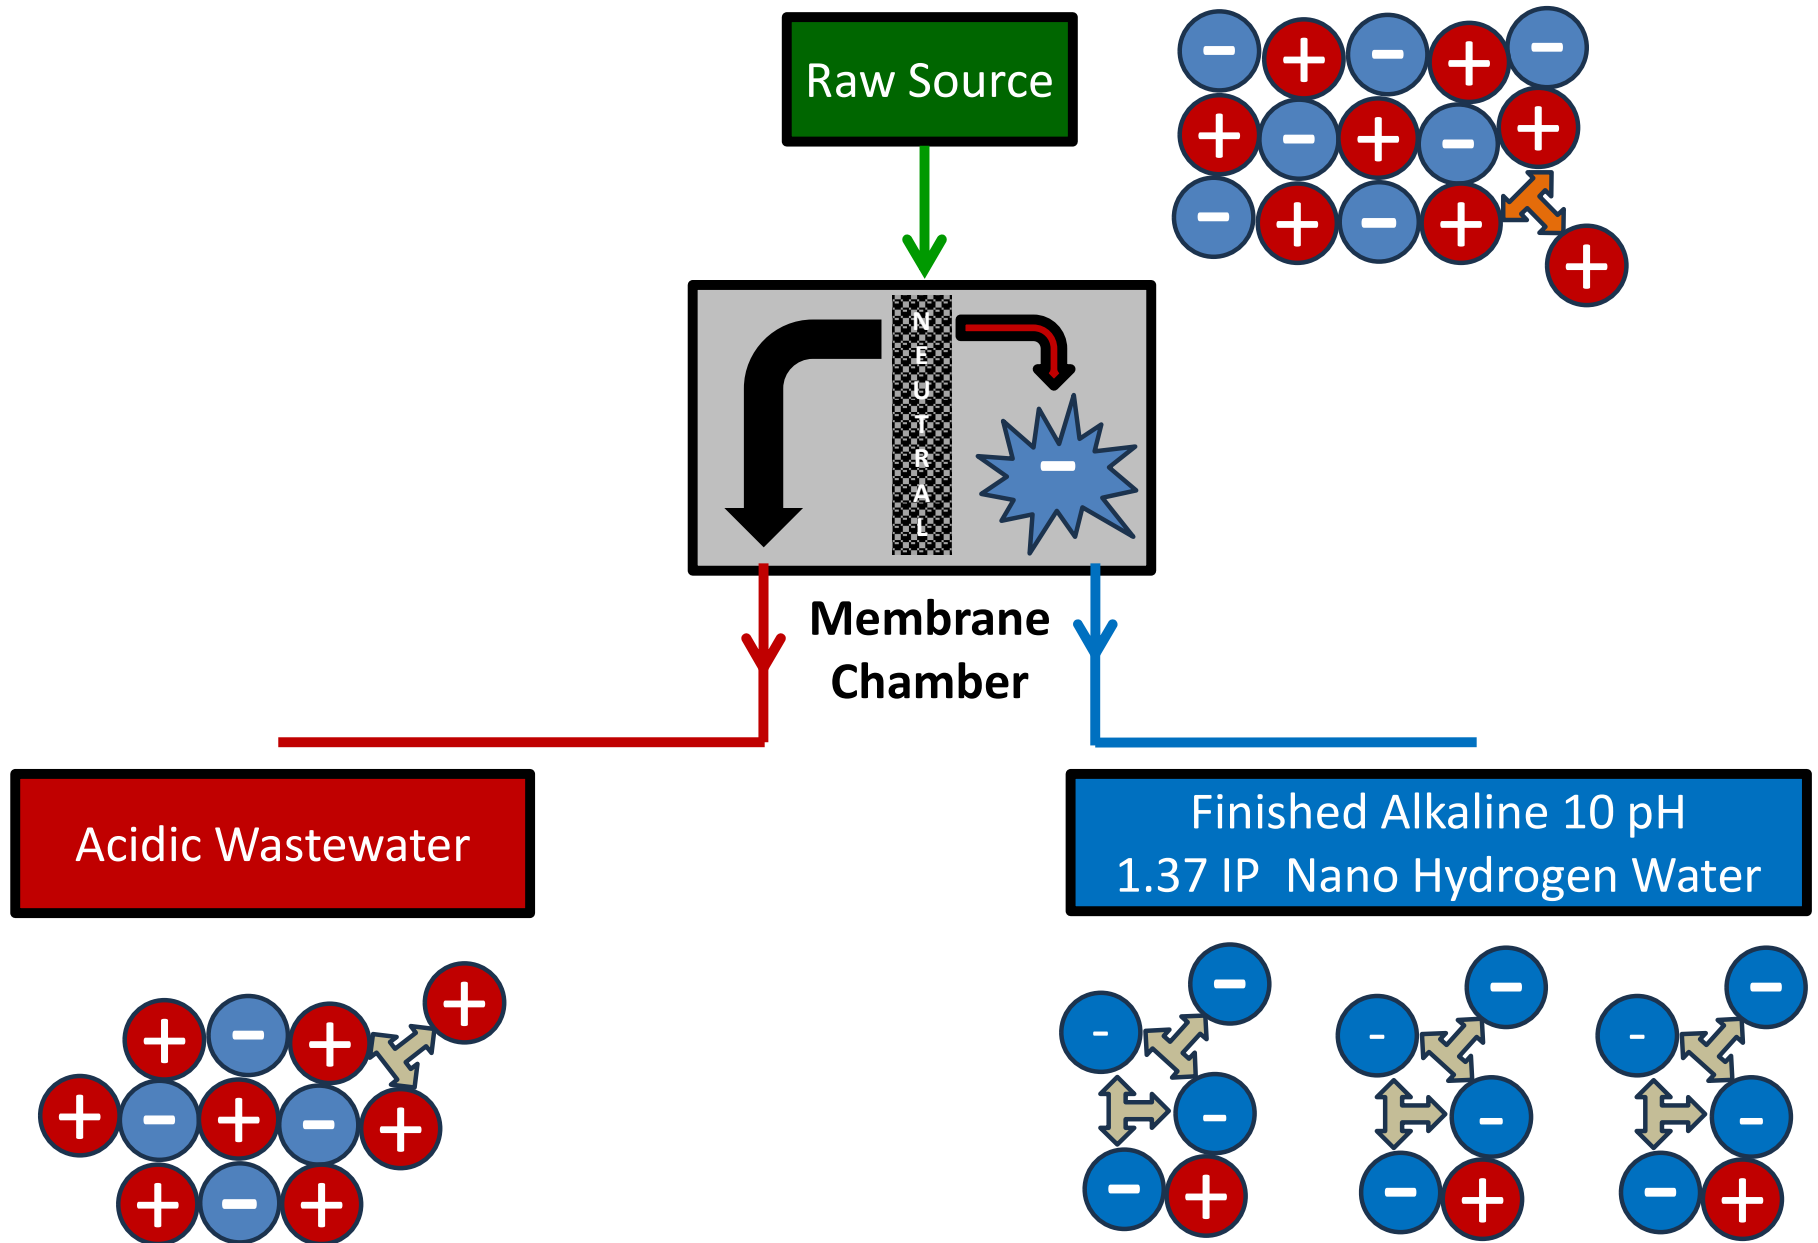 Raw Source
NEUTRAL
Membrane
Chamber
Acidic Wastewater
Finished Alkaline 10 pH
1.37 IP  Nano Hydrogen Water